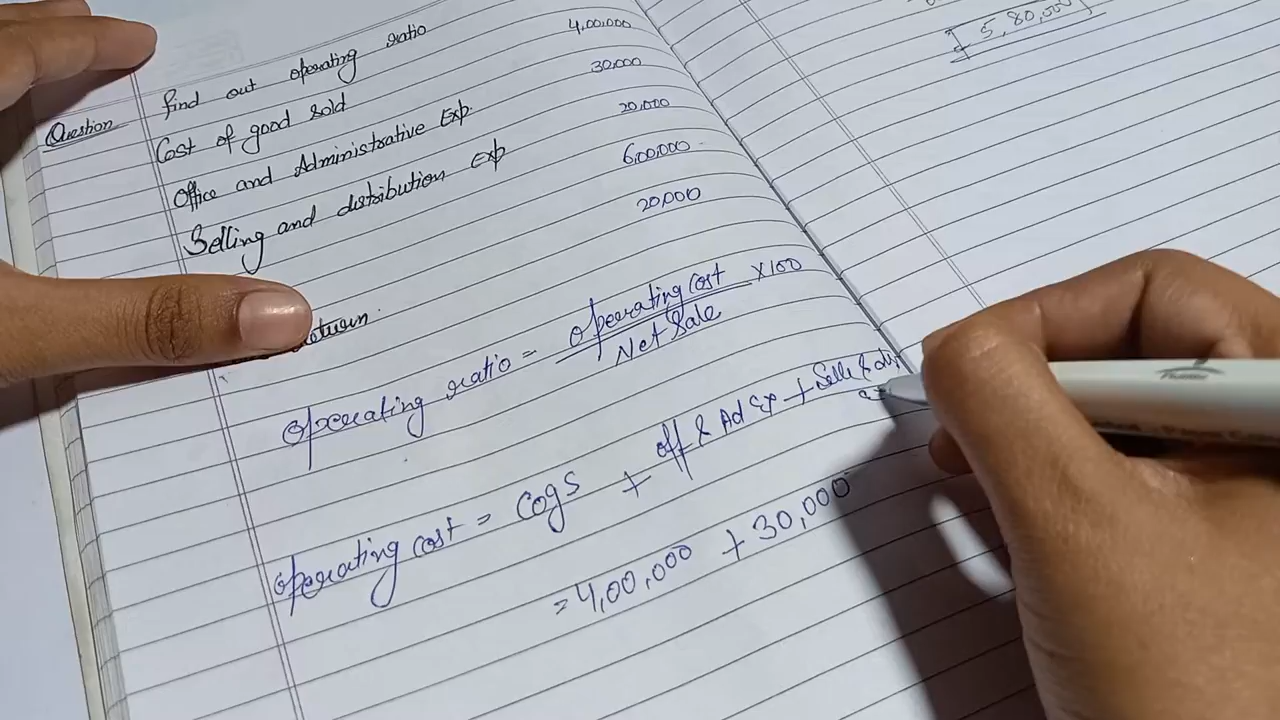 Question
find out operating ratio
Cost of good sold 4,00,000
Office and Administrative Exp. 30,000
Selling and distribution Exp 20,000
6,00,000
20,000
operating ratio = operating Cost X100
Net Sale
operating cost = COGS + off & Ad Exp + Selle & dis
= 4,00,000 + 30,000
5,80,000